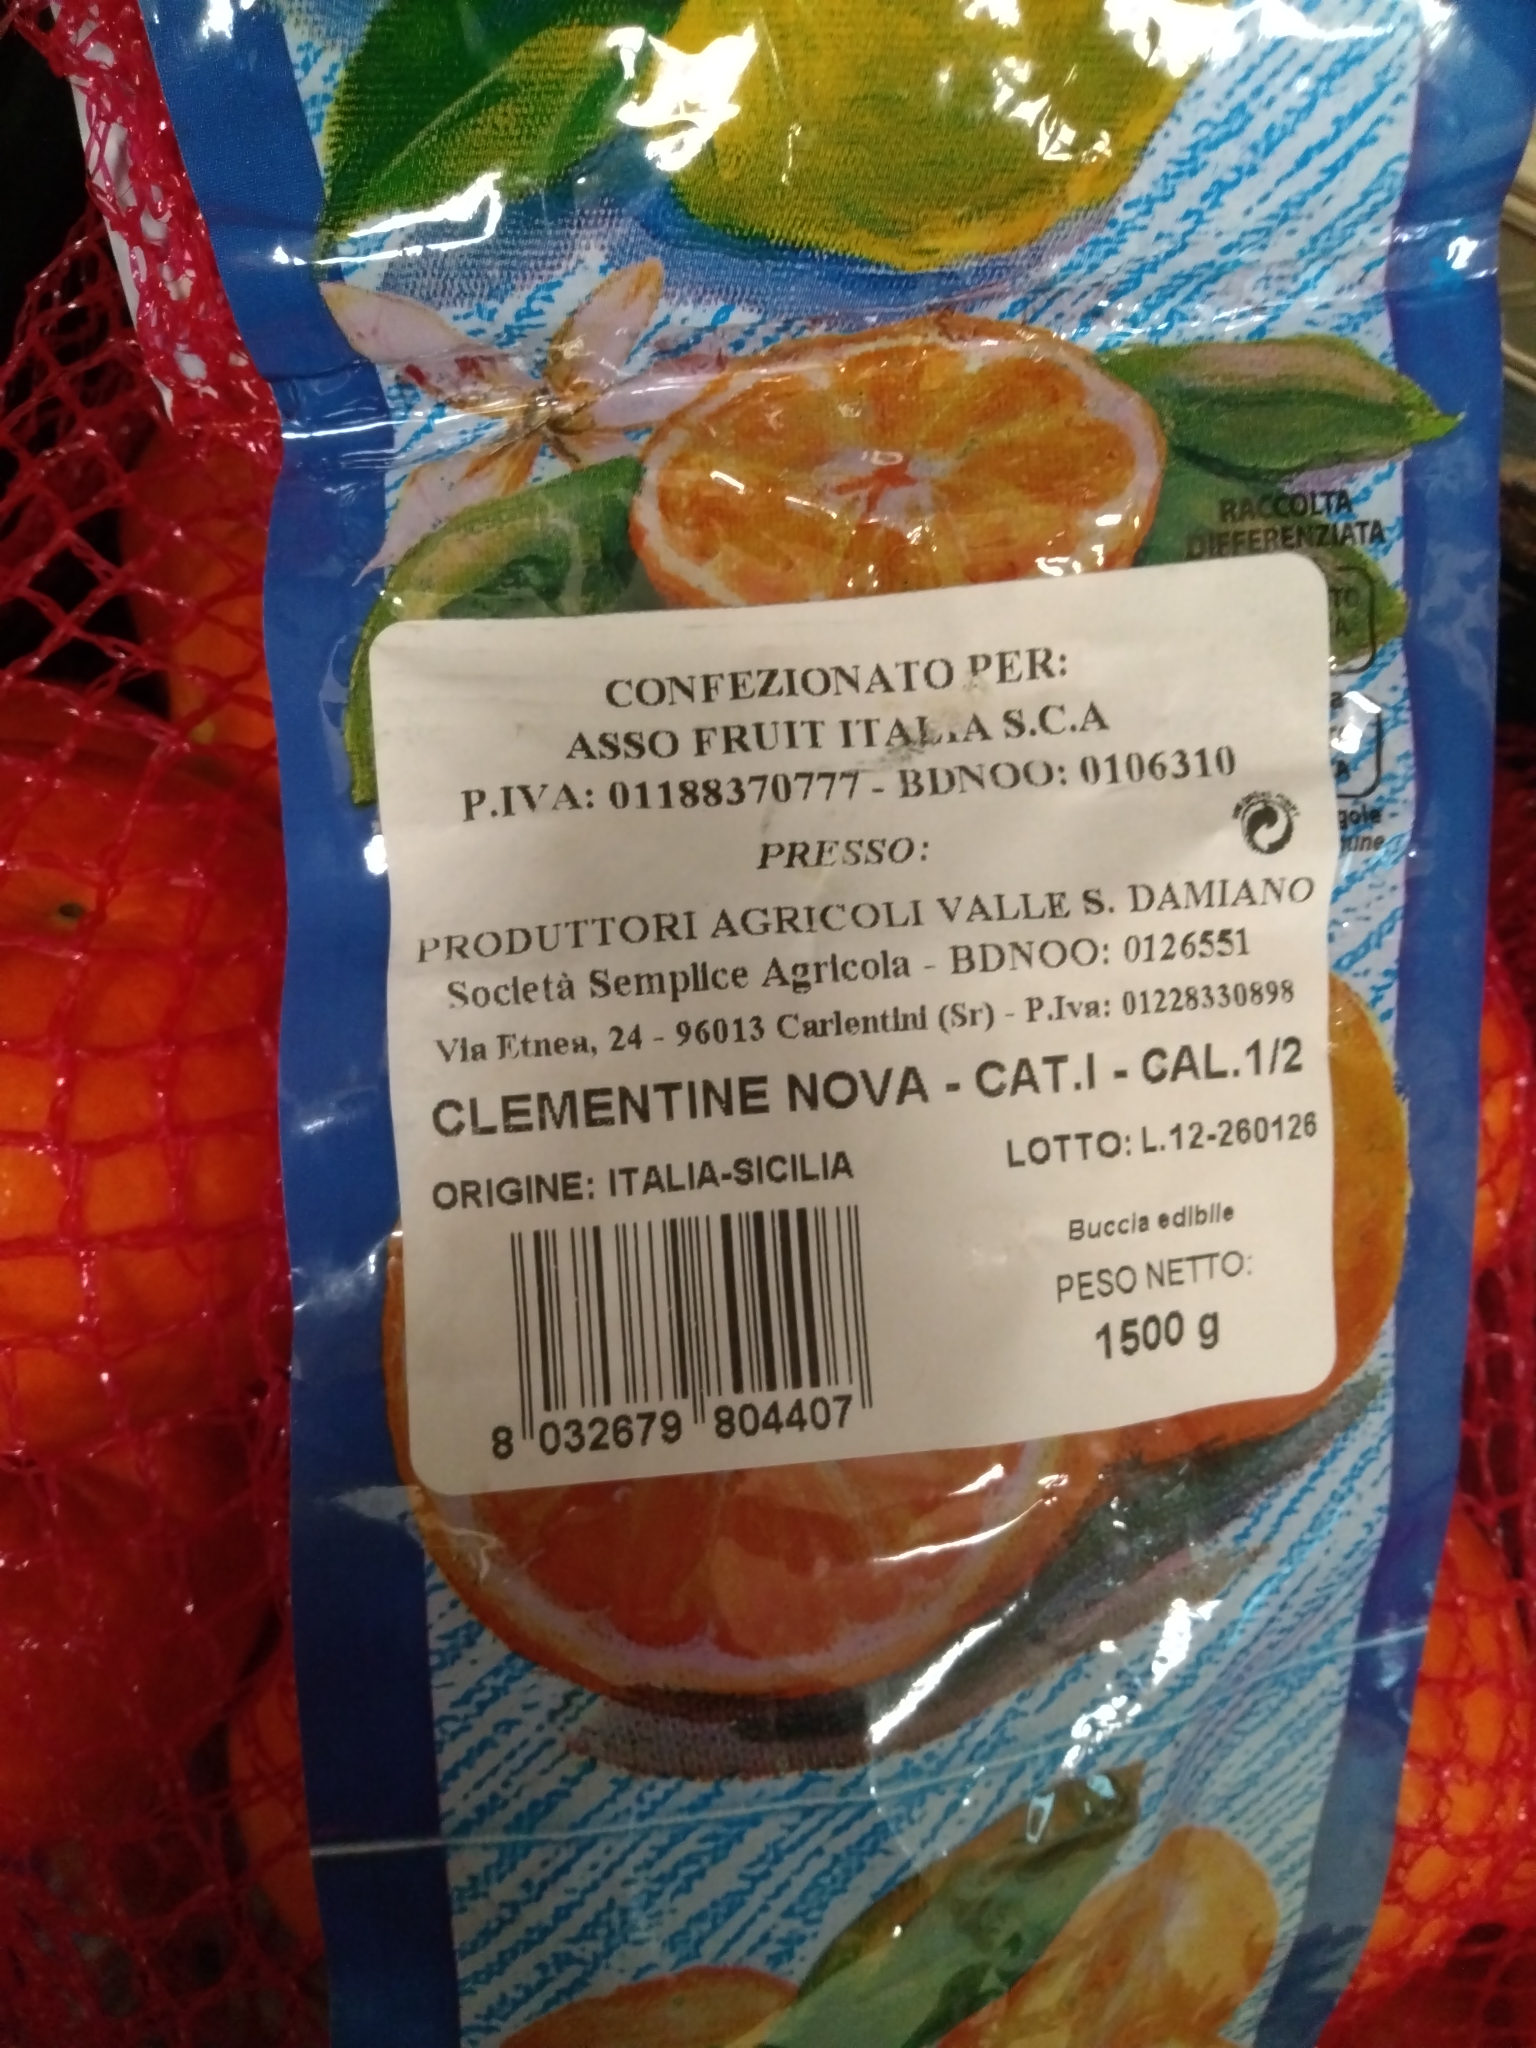 RACCOLTA
DIFFERENZIATA
CONFEZIONATO PER:
ASSO FRUIT ITALIA S.C.A
P.IVA: 01188370777 - BDNOO: 0106310
PRESSO:
PRODUTTORI AGRICOLI VALLE S. DAMIANO
Società Semplice Agricola - BDNOO: 0126551
Via Etnea, 24 - 96013 Carlentini (Sr) - P.Iva: 01228330898
CLEMENTINE NOVA - CAT.I - CAL.1/2
ORIGINE: ITALIA-SICILIA
LOTTO: L.12-260126
Buccia edibile
PESO NETTO:
1500 g
8 032679 804407